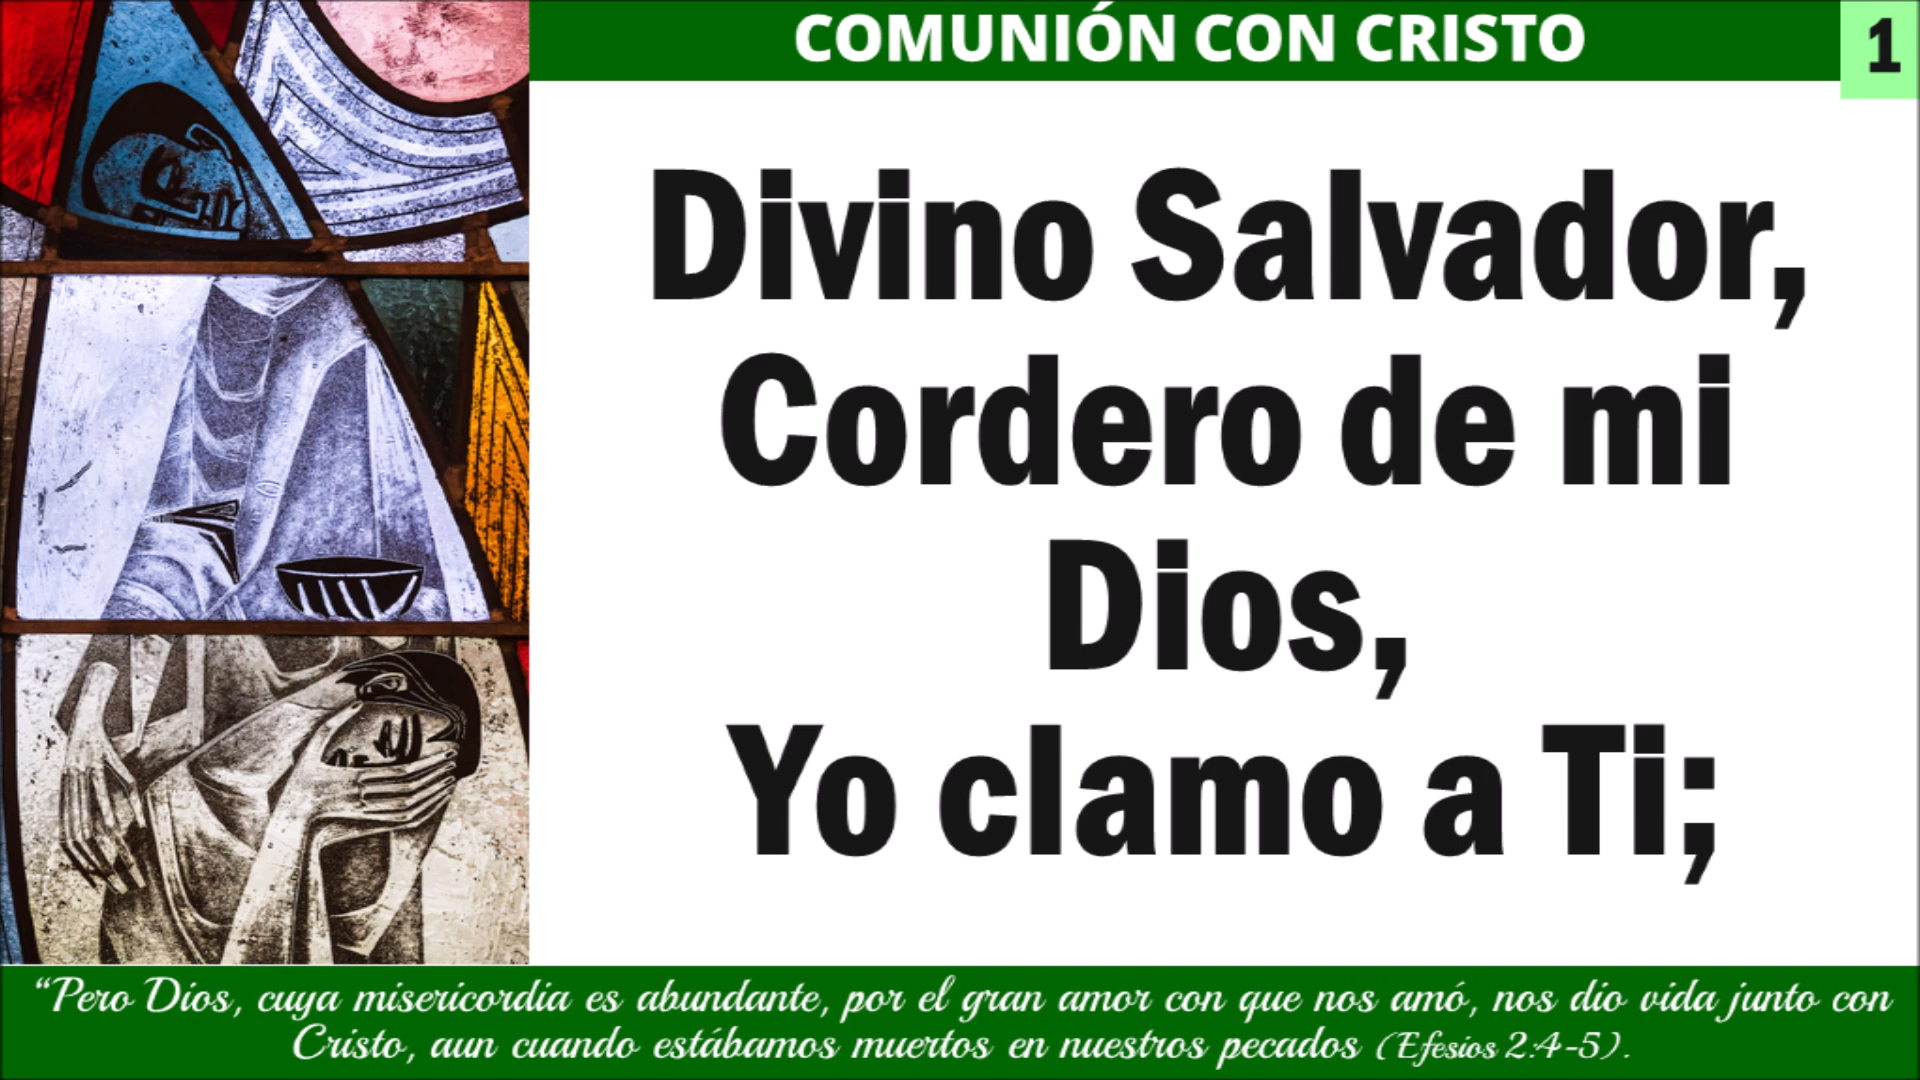 COMUNIÓN CON CRISTO
1
Divino Salvador,
Cordero de mi
Dios,
Yo clamo a Ti;
“Pero Dios, cuya misericordia es abundante, por el gran amor con que nos amó, nos dio vida junto con
Cristo, aun cuando estábamos muertos en nuestros pecados (Efesios 2:4-5).